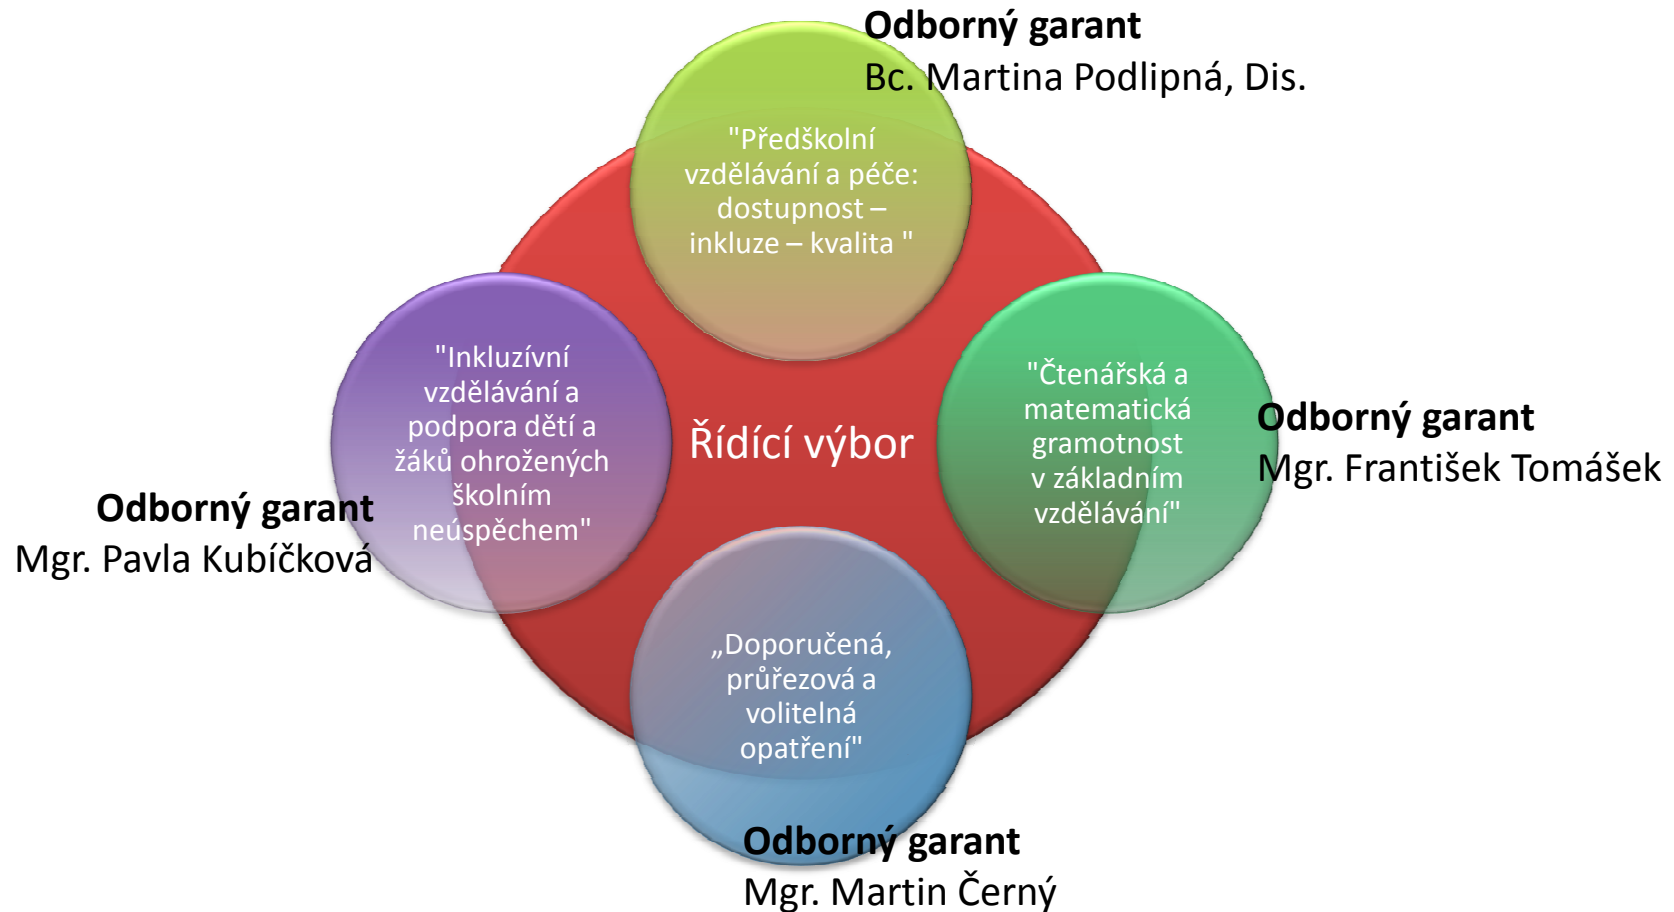 Odborný garant
Bc. Martina Podlipná, Dis.
"Předškolní
vzdělávání a péče:
dostupnost –
inkluze – kvalita "
"Inkluzívní
vzdělávání a
podpora dětí a
žáků ohrožených
školním
neúspěchem"
Odborný garant
Mgr. Pavla Kubíčková
Řídící výbor
"Čtenářská a
matematická
gramotnost
v základním
vzdělávání"
Odborný garant
Mgr. František Tomášek
„Doporučená,
průřezová a
volitelná
opatření"
Odborný garant
Mgr. Martin Černý